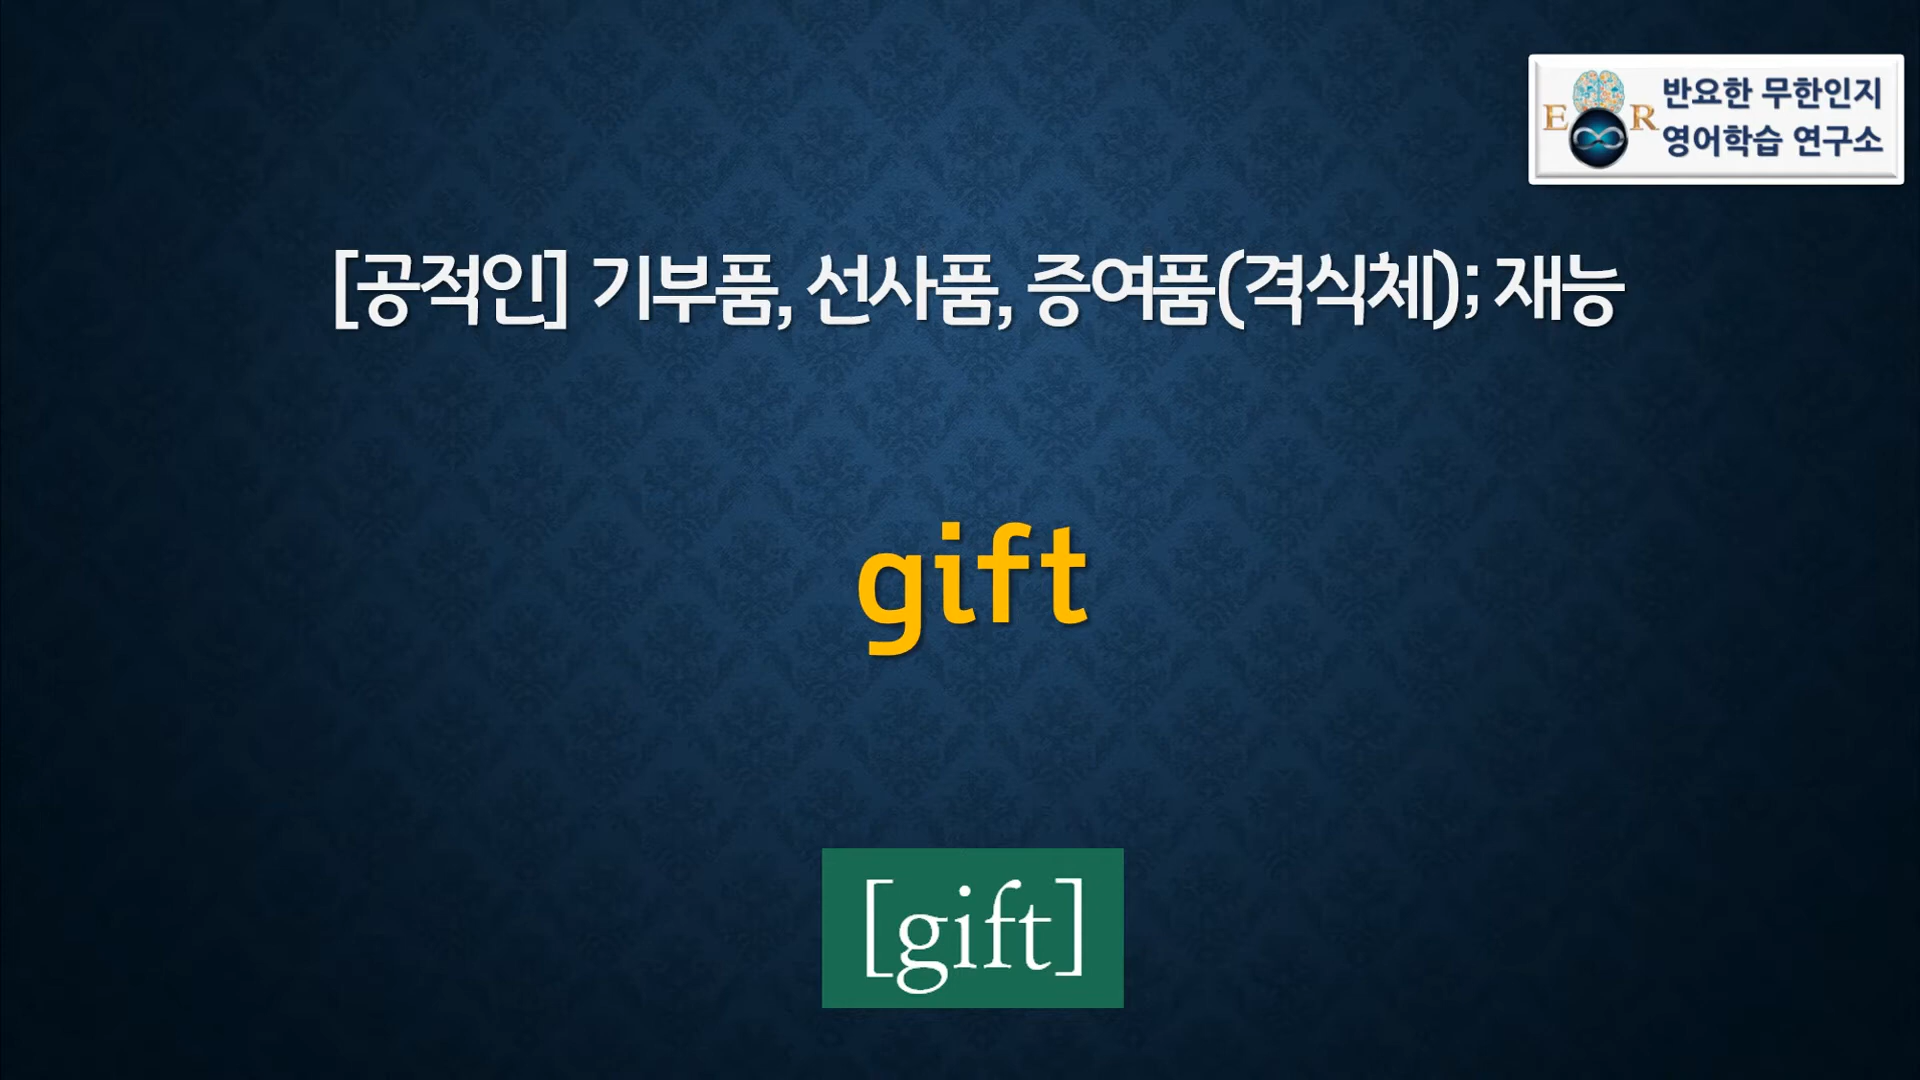 반요한 무한인지
E R
영어학습 연구소
[공적인] 기부품, 선사품, 증여품(격식체); 재능
gift
[gift]